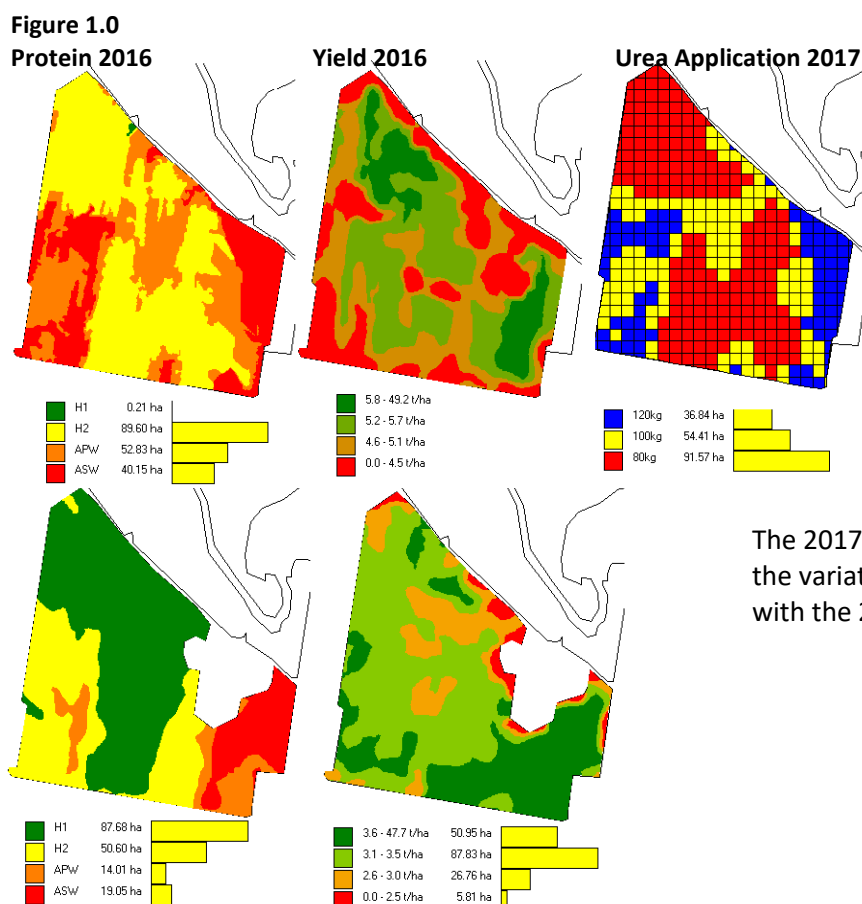 Figure 1.0
Protein 2016
Yield 2016
Urea Application 2017
H1 0.21 ha
H2 89.60 ha
APW 52.83 ha
ASW 40.15 ha
5.8 - 49.2 t/ha
5.2 - 5.7 t/ha
4.6 - 5.1 t/ha
0.0 - 4.5 t/ha
120kg 36.84 ha
100kg 54.41 ha
80kg 91.57 ha
The 2017
the variat
with the 2
H1 87.68 ha
H2 50.60 ha
APW 14.01 ha
ASW 19.05 ha
3.6 - 47.7 t/ha 50.95 ha
3.1 - 3.5 t/ha 87.83 ha
2.6 - 3.0 t/ha 26.76 ha
0.0 - 2.5 t/ha 5.81 ha